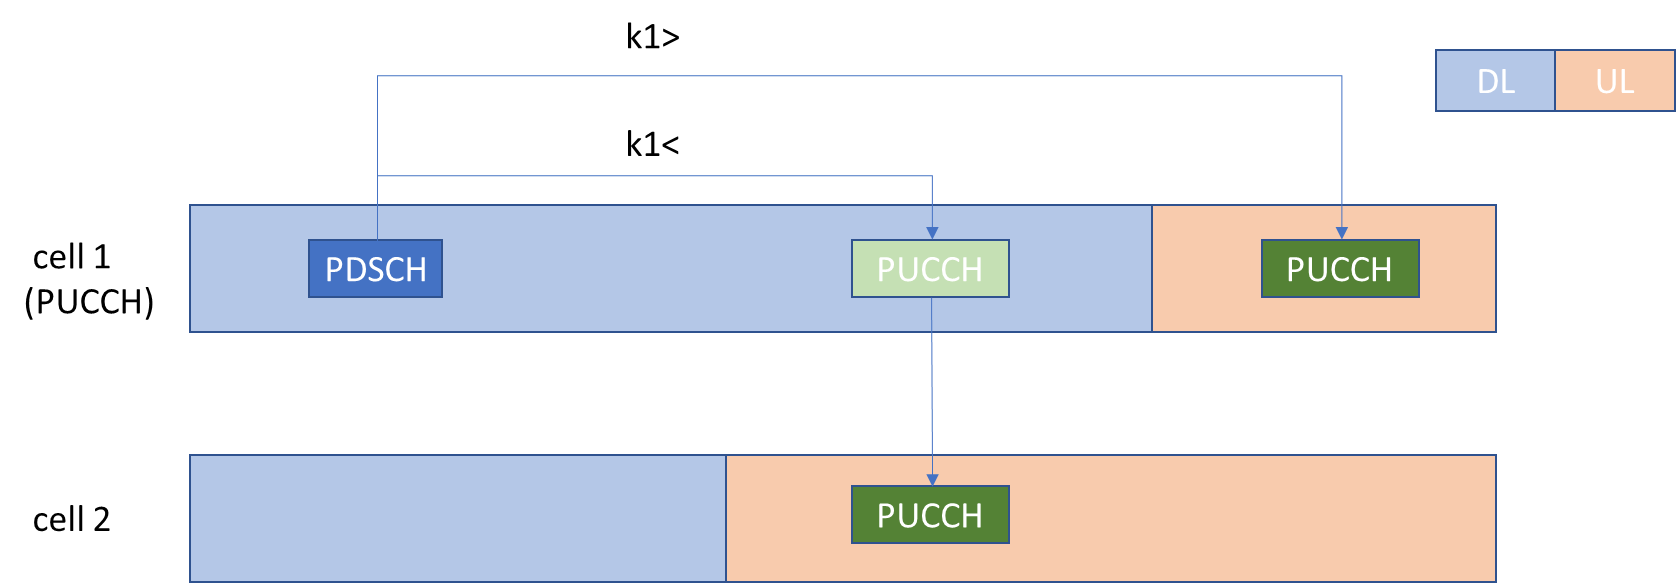 k1>
DL UL
k1<
cell 1
(PUCCH)
PDSCH PUCCH PUCCH
cell 2
PUCCH